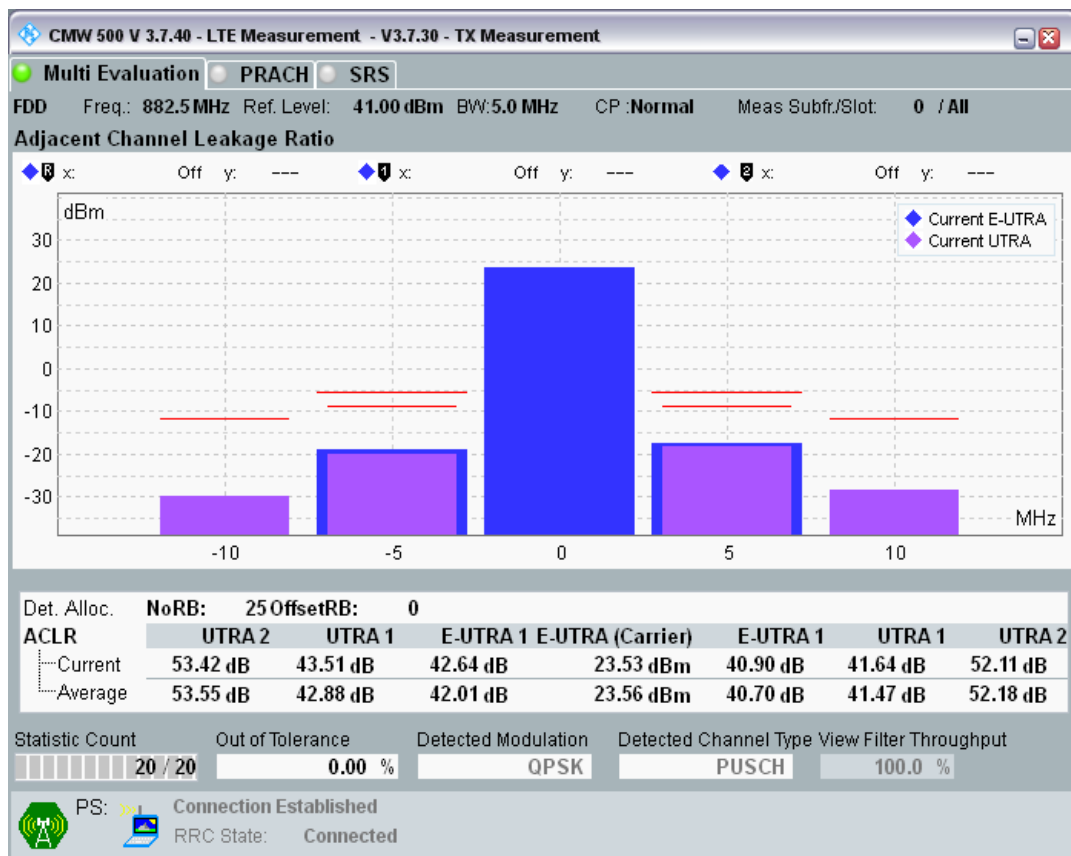 CMW 500 V 3.7.40 - LTE Measurement - V3.7.30 - TX Measurement
Multi Evaluation PRACH SRS
FDD Freq.: 882.5 MHz Ref. Level: 41.00 dBm BW:5.0 MHz CP :Normal Meas Subfr./Slot: 0 / All
Adjacent Channel Leakage Ratio
R x: Off y: --- 1 x: Off y: --- 2 x: Off y: ---
dBm
Current E-UTRA
Current UTRA
30
20
10
0
-10
-20
-30
MHz
-10 -5 0 5 10
Det. Alloc. NoRB: 25 OffsetRB: 0
ACLR UTRA 2 UTRA 1 E-UTRA 1 E-UTRA (Carrier) E-UTRA 1 UTRA 1 UTRA 2
Current 53.42 dB 43.51 dB 42.64 dB 23.53 dBm 40.90 dB 41.64 dB 52.11 dB
Average 53.55 dB 42.88 dB 42.01 dB 23.56 dBm 40.70 dB 41.47 dB 52.18 dB
Statistic Count Out of Tolerance Detected Modulation Detected Channel Type View Filter Throughput
20 / 20 0.00 % QPSK PUSCH 100.0 %
PS: Connection Established
RRC State: Connected